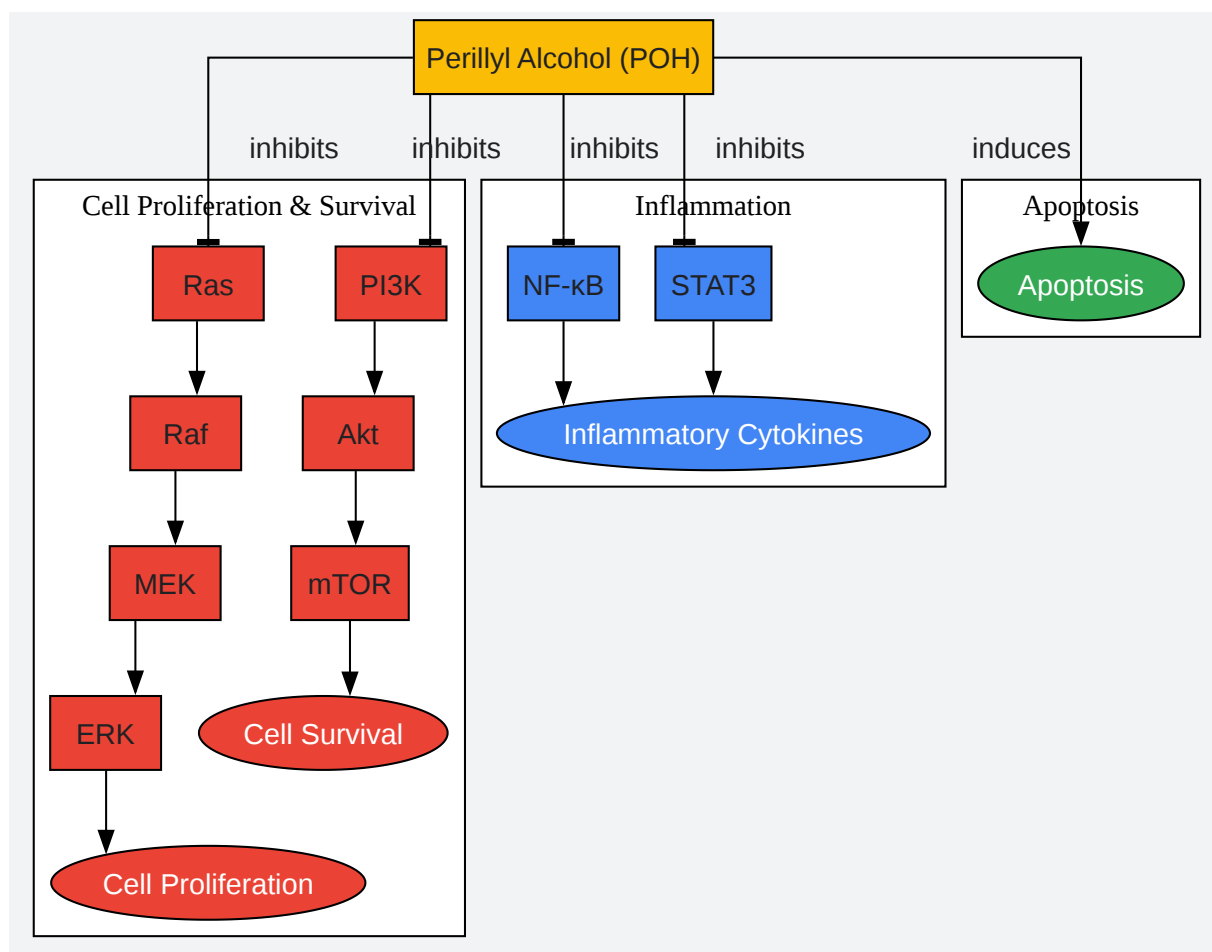 Perillyl Alcohol (POH)
inhibits
inhibits
inhibits
inhibits
induces
Cell Proliferation & Survival
Inflammation
Apoptosis
Ras
PI3K
NF-κB
STAT3
Apoptosis
Raf
Akt
Inflammatory Cytokines
MEK
mTOR
ERK
Cell Survival
Cell Proliferation